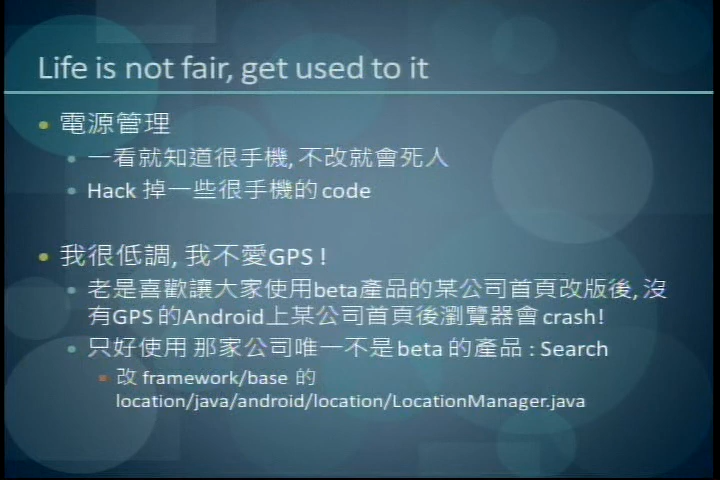 Life is not fair, get used to it
電源管理
一看就知道很手機, 不改就會死人
Hack 掉一些很手機的 code
我很低調, 我不愛GPS !
老是喜歡讓大家使用beta產品的某公司首頁改版後, 沒
有GPS 的Android上某公司首頁後瀏覽器會 crash!
只好使用 那家公司唯一不是 beta 的產品 : Search
改 framework/base 的
location/java/android/location/LocationManager.java